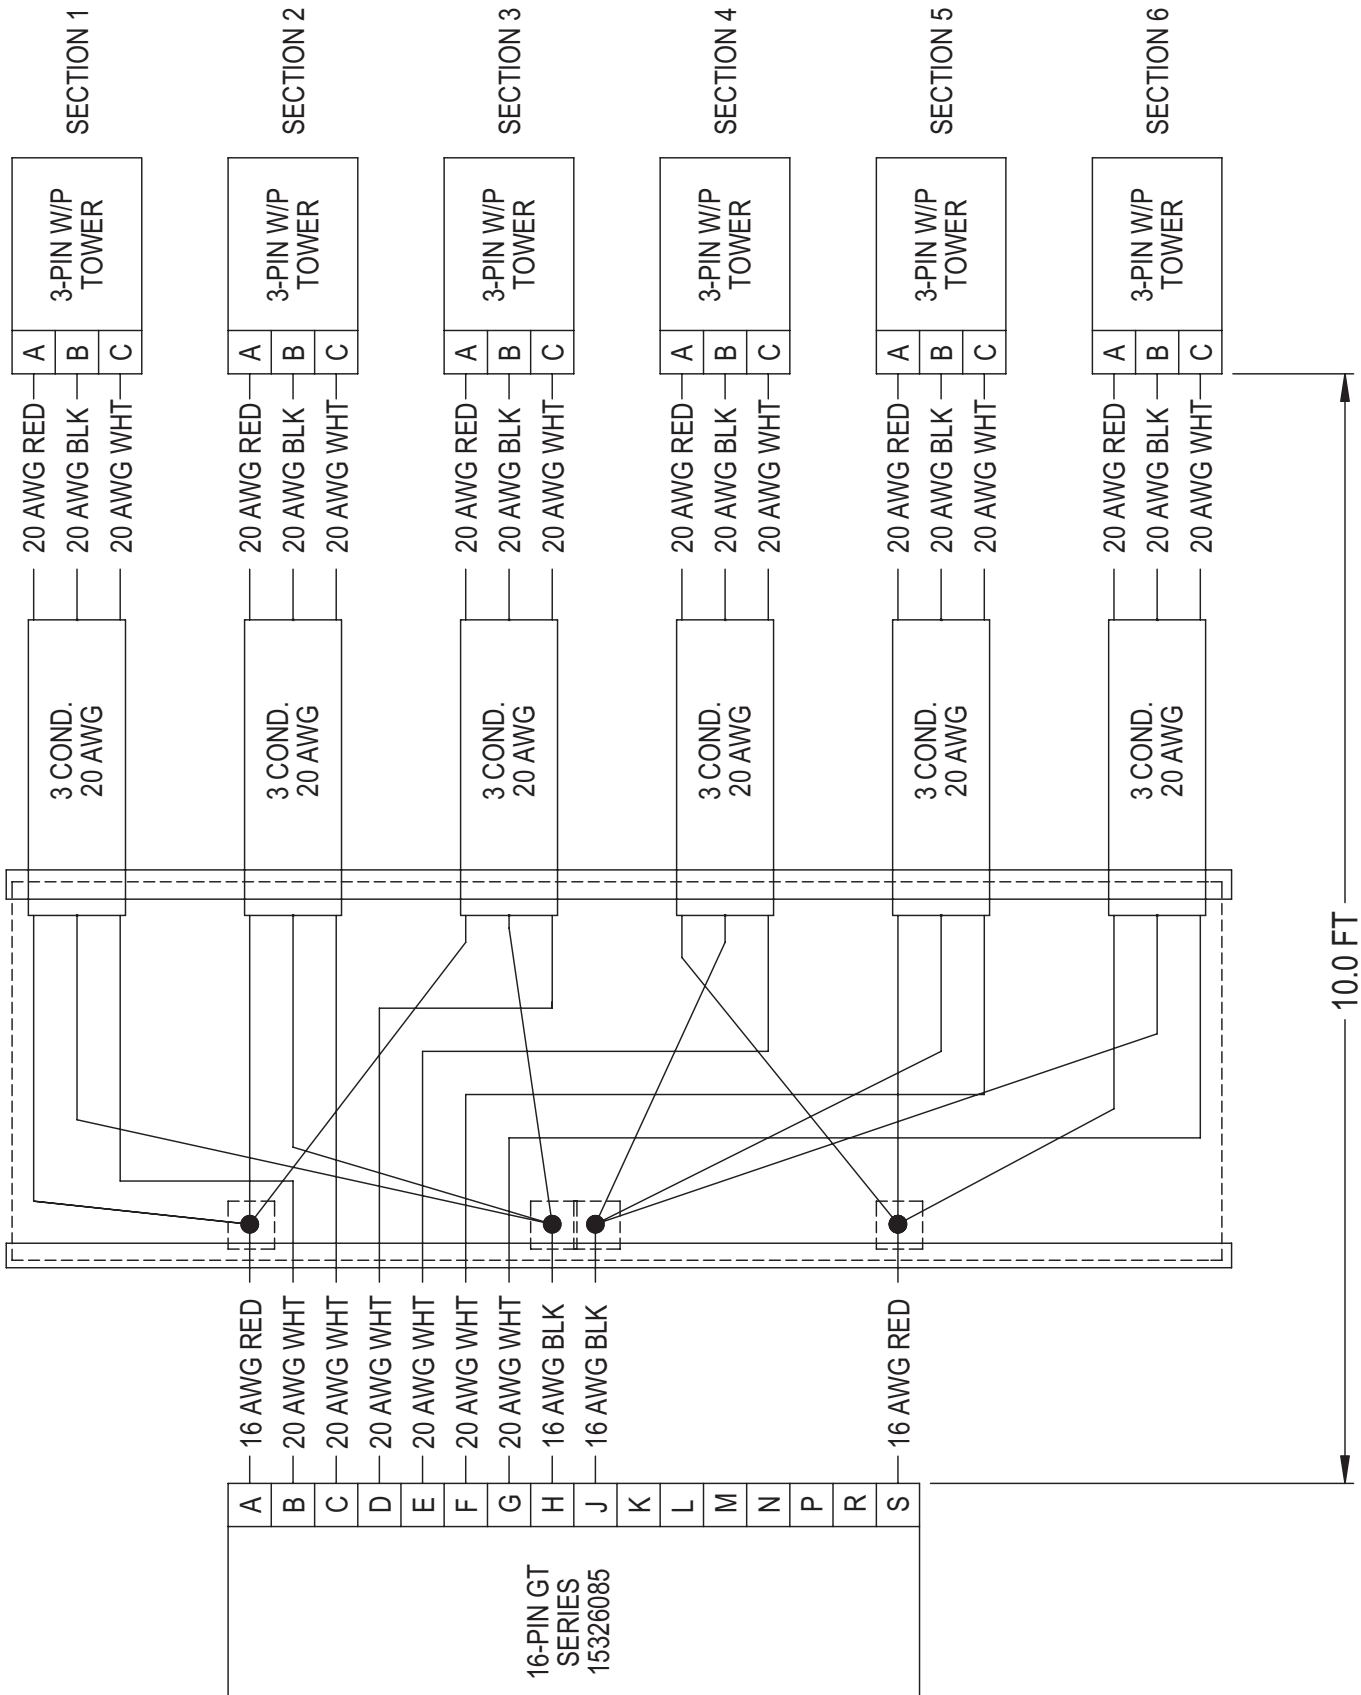 16-PIN GT
SERIES
15326085
A
B
C
D
E
F
G
H
J
K
L
M
N
P
R
S
16 AWG RED
20 AWG WHT
20 AWG WHT
20 AWG WHT
20 AWG WHT
20 AWG WHT
20 AWG WHT
16 AWG BLK
16 AWG BLK
16 AWG RED
3 COND.
20 AWG
20 AWG RED
20 AWG BLK
20 AWG WHT
A
B
C
3-PIN W/P
TOWER
SECTION 1
3 COND.
20 AWG
20 AWG RED
20 AWG BLK
20 AWG WHT
A
B
C
3-PIN W/P
TOWER
SECTION 2
3 COND.
20 AWG
20 AWG RED
20 AWG BLK
20 AWG WHT
A
B
C
3-PIN W/P
TOWER
SECTION 3
3 COND.
20 AWG
20 AWG RED
20 AWG BLK
20 AWG WHT
A
B
C
3-PIN W/P
TOWER
SECTION 4
3 COND.
20 AWG
20 AWG RED
20 AWG BLK
20 AWG WHT
A
B
C
3-PIN W/P
TOWER
SECTION 5
3 COND.
20 AWG
20 AWG RED
20 AWG BLK
20 AWG WHT
A
B
C
3-PIN W/P
TOWER
SECTION 6
10.0 FT